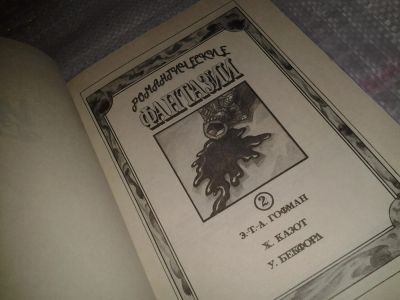 РОМАНТИЧЕСКИЕ
ФАНТАЗИИ
2
Э.-Т.-А. ГОФМАН
Ж. КАЗОТ
У. БЕКФОРД